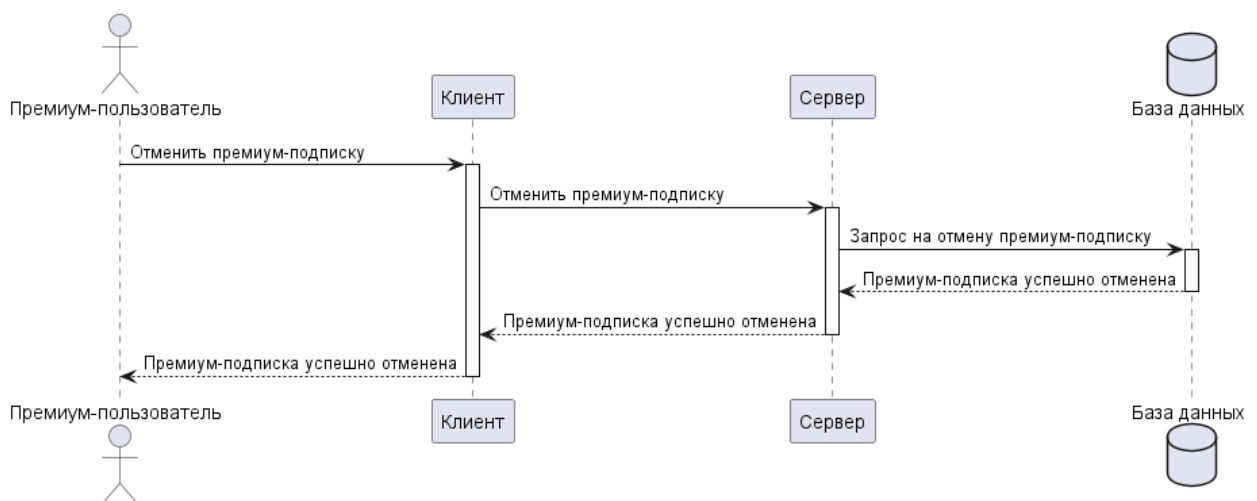 Премиум-пользователь
Клиент
Сервер
База данных
Отменить премиум-подписку
Отменить премиум-подписку
Запрос на отмену премиум-подписку
Премиум-подписка успешно отменена
Премиум-подписка успешно отменена
Премиум-подписка успешно отменена
Премиум-пользователь
Клиент
Сервер
База данных